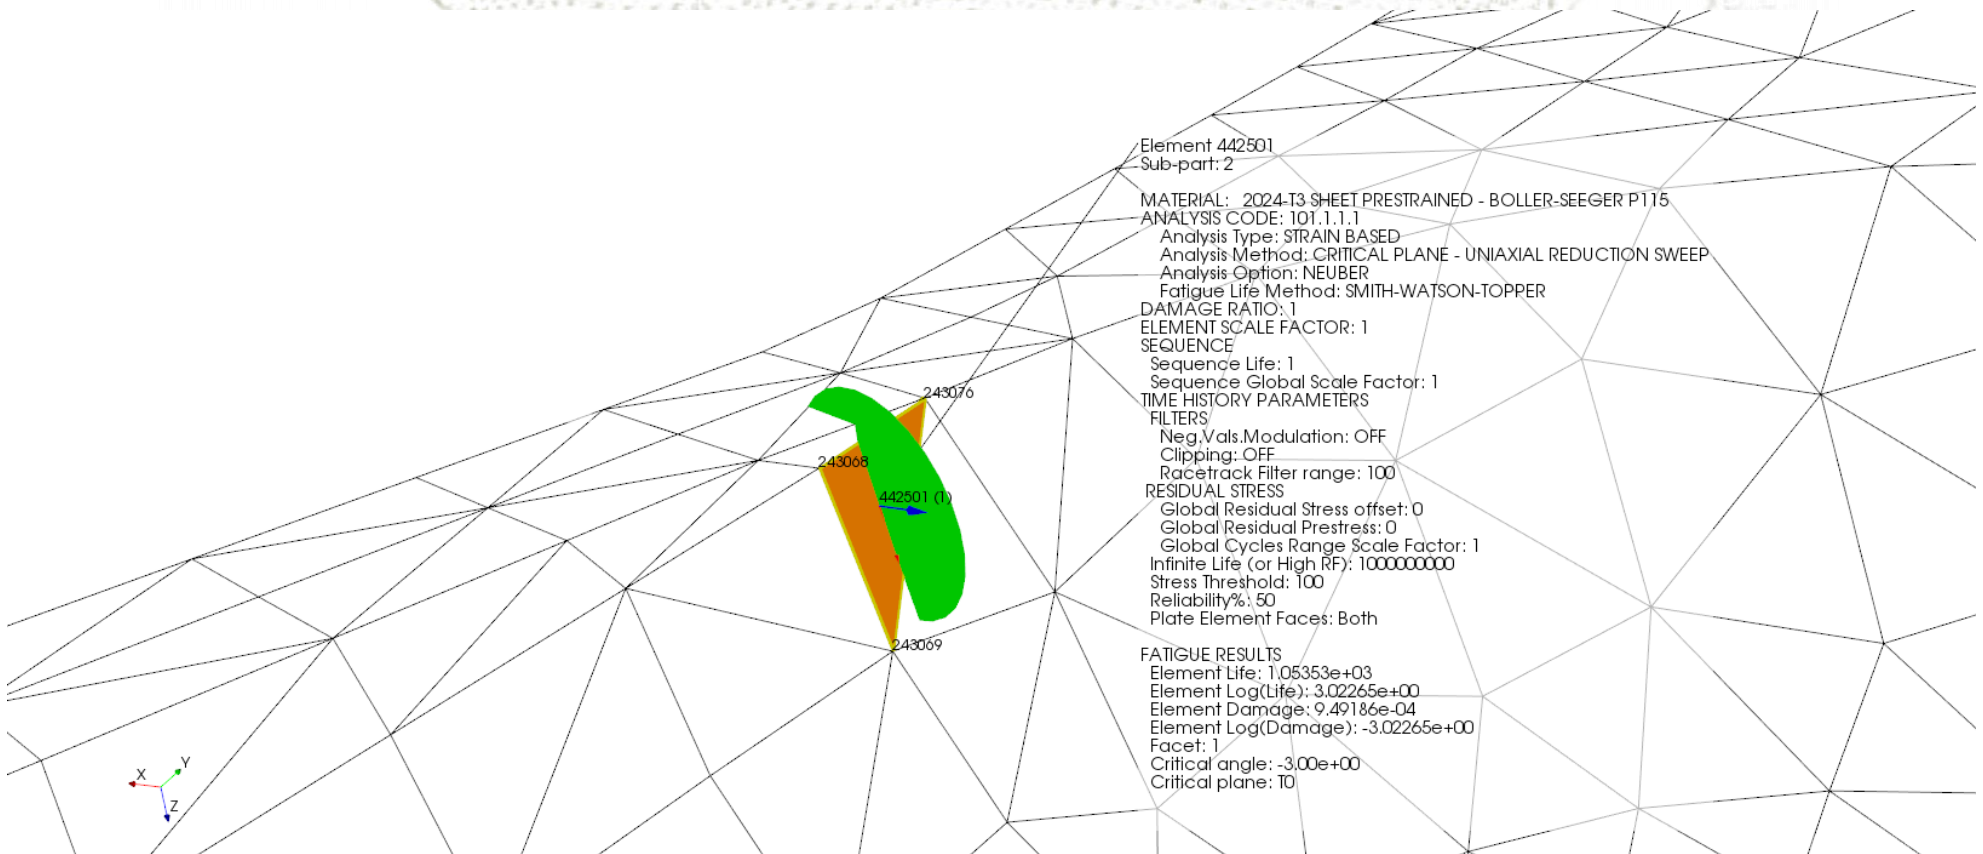 Element 442501
Sub-part: 2
MATERIAL: 2024-T3 SHEET PRESTRAINED - BOLLER-SEEGER P115
ANALYSIS CODE: 101.1.1.1
Analysis Type: STRAIN BASED
Analysis Method: CRITICAL PLANE - UNIAXIAL REDUCTION SWEEP
Analysis Option: NEUBER
Fatigue Life Method: SMITH-WATSON-TOPPER
DAMAGE RATIO: 1
ELEMENT SCALE FACTOR: 1
SEQUENCE
Sequence Life: 1
Sequence Global Scale Factor: 1
TIME HISTORY PARAMETERS
FILTERS
Neg.Vals.Modulation: OFF
Clipping: OFF
Racetrack Filter range: 100
RESIDUAL STRESS
Global Residual Stress offset: 0
Global Residual Prestress: 0
Global Cycles Range Scale Factor: 1
Infinite Life (or High RF): 1000000000
Stress Threshold: 100
Reliability%: 50
Plate Element Faces: Both
FATIGUE RESULTS
Element Life: 1.05353e+03
Element Log(Life): 3.02265e+00
Element Damage: 9.49186e-04
Element Log(Damage): -3.02265e+00
Facet: 1
Critical angle: -3.00e+00
Critical plane: T0
243076
243068
442501 (1)
243069
X
Y
Z